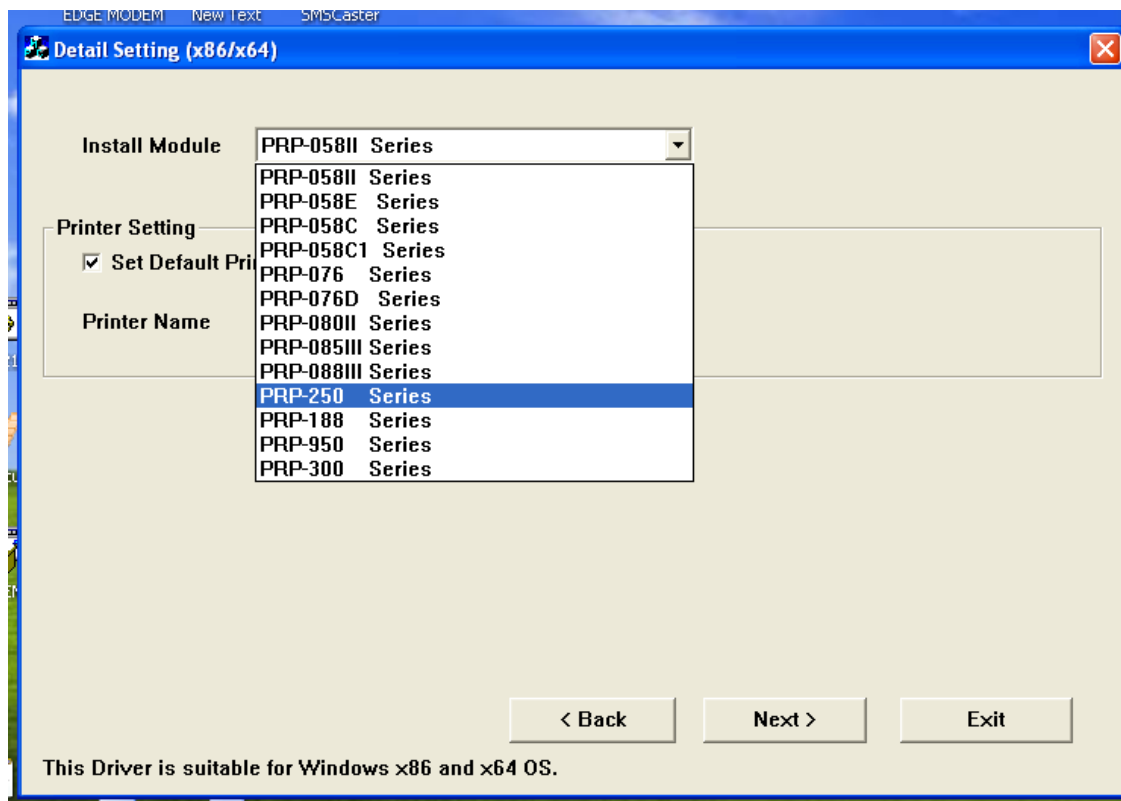 EDGE MODEM New Text SMSCaster
Detail Setting (x86/x64)
Install Module PRP-058II Series
PRP-058II Series
PRP-058E Series
PRP-058C Series
PRP-058C1 Series
PRP-076 Series
PRP-076D Series
PRP-080II Series
PRP-085III Series
PRP-088III Series
PRP-250 Series
PRP-188 Series
PRP-950 Series
PRP-300 Series
Printer Setting
Set Default Pri
Printer Name
< Back Next > Exit
This Driver is suitable for Windows x86 and x64 OS.